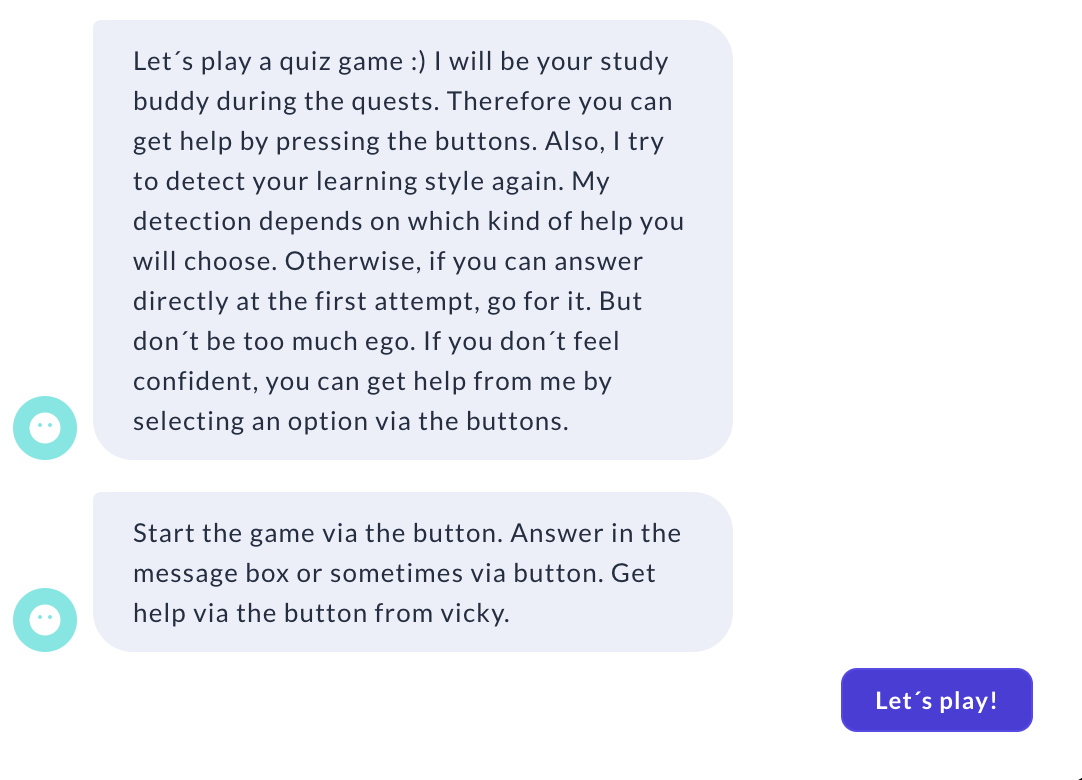 Let´s play a quiz game :) I will be your study
buddy during the quests. Therefore you can
get help by pressing the buttons. Also, I try
to detect your learning style again. My
detection depends on which kind of help you
will choose. Otherwise, if you can answer
directly at the first attempt, go for it. But
don´t be too much ego. If you don´t feel
confident, you can get help from me by
selecting an option via the buttons.
Start the game via the button. Answer in the
message box or sometimes via button. Get
help via the button from vicky.
Let´s play!